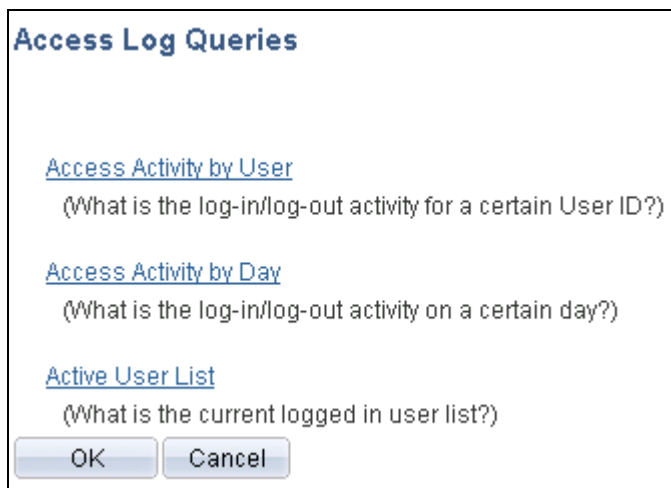 Access Log Queries
Access Activity by User
(What is the log-in/log-out activity for a certain User ID?)
Access Activity by Day
(What is the log-in/log-out activity on a certain day?)
Active User List
(What is the current logged in user list?)
OK Cancel